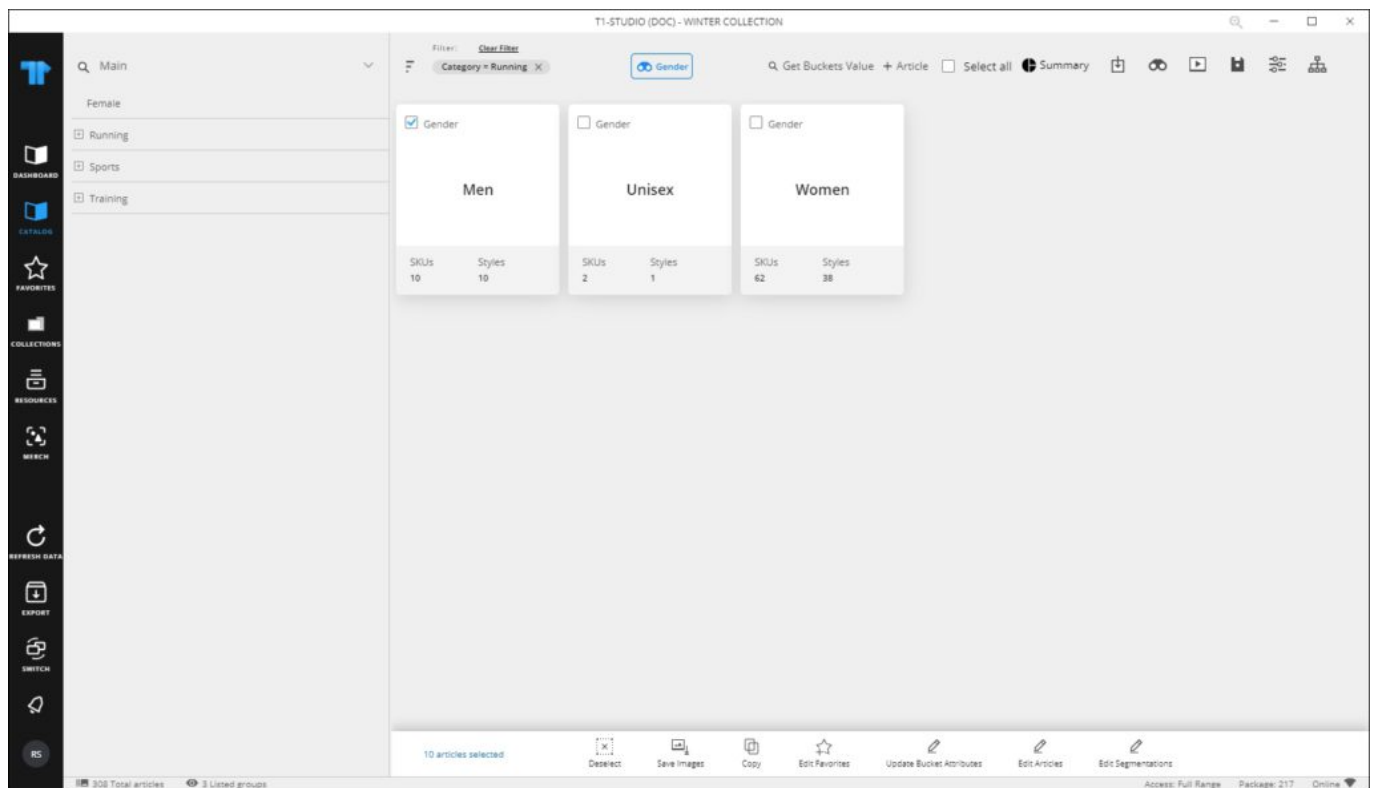 T1-STUDIO (DOC) - WINTER COLLECTION
Main
Female
Running
Sports
Training
DASHBOARD
CATALOG
FAVORITES
COLLECTIONS
RESOURCES
MERCH
REFRESH DATA
EXPORT
SWITCH
RS
Filter: Clear Filter
Category = Running
Gender
Get Buckets Value + Article Select all Summary
Gender Gender Gender
Men Unisex Women
SKUs Styles SKUs Styles SKUs Styles
10 10 2 1 62 38
10 articles selected
Deselect Save Images Copy Edit Favorites Update Bucket Attributes Edit Articles Edit Segmentations
308 Total articles 3 Listed groups Access: Full Range Package: 217 Online